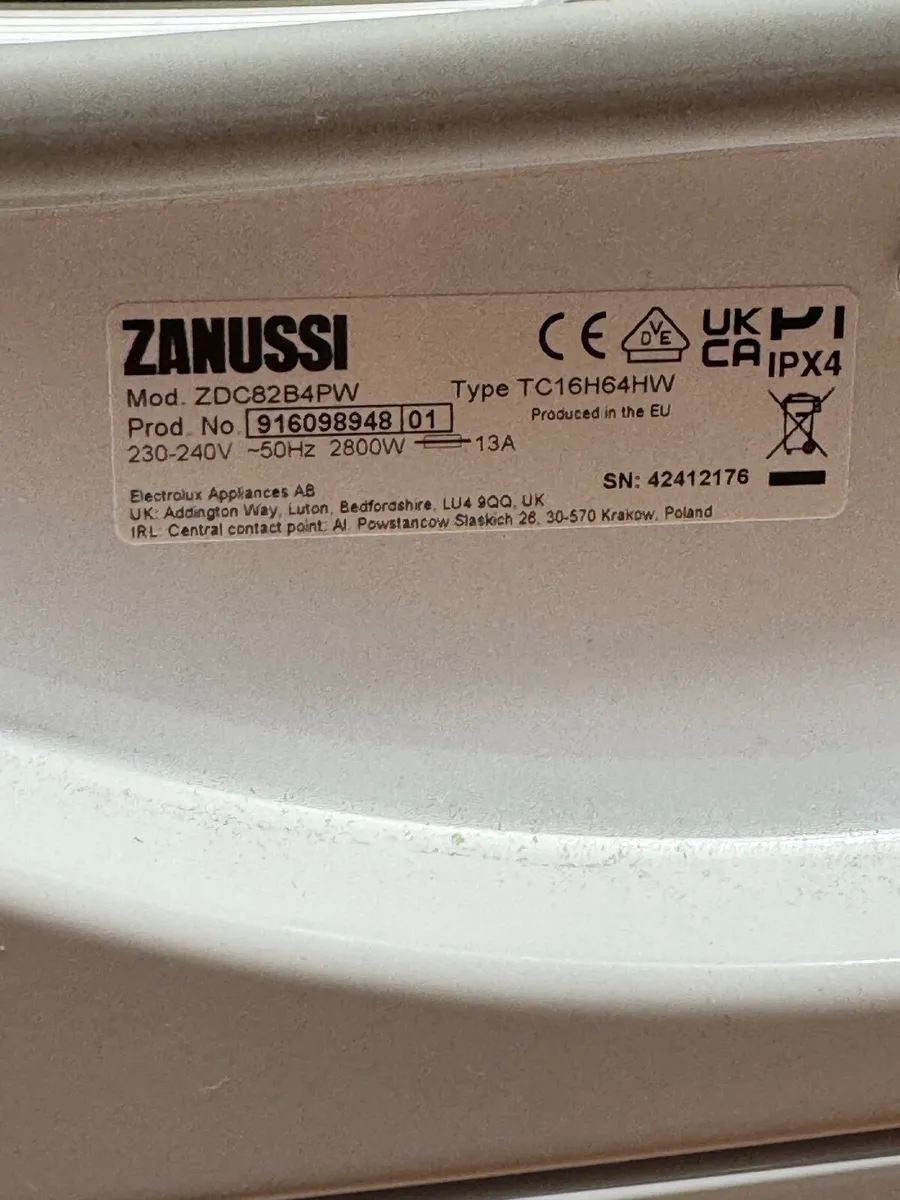 ZANUSSI
CE
DVE
UK
CA
IPX4
Mod. ZDC82B4PW
Type TC16H64HW
Prod. No. 916098948 01
Produced in the EU
230-240V ~50Hz 2800W 13A
SN: 42412176
Electrolux Appliances AB
UK: Addington Way, Luton, Bedfordshire, LU4 9QQ, UK
IRL: Central contact point: Al. Powstancow Slaskich 26, 30-570 Krakow, Poland